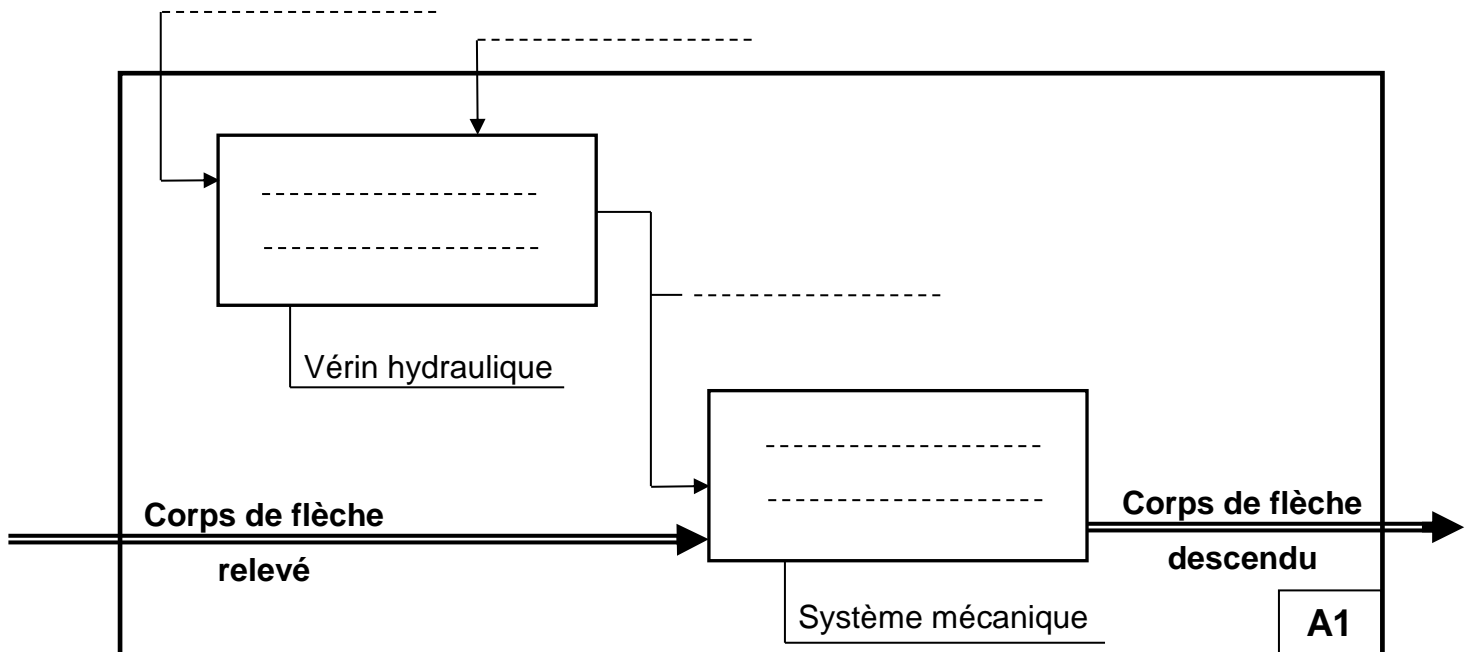 Vérin hydraulique
Corps de flèche
relevé
Corps de flèche
descendu
Système mécanique
A1